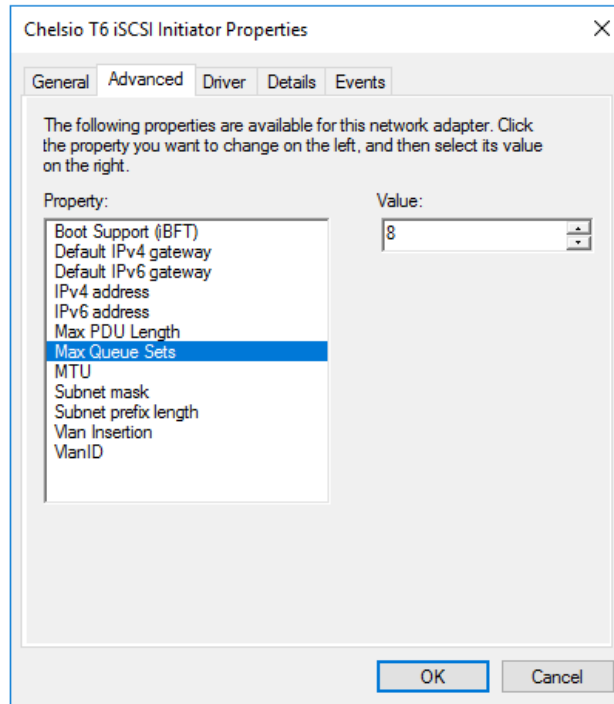 Chelsio T6 iSCSI Initiator Properties
General Advanced Driver Details Events
The following properties are available for this network adapter. Click
the property you want to change on the left, and then select its value
on the right.
Property: Value:
Boot Support (iBFT) 8
Default IPv4 gateway
Default IPv6 gateway
IPv4 address
IPv6 address
Max PDU Length
Max Queue Sets
MTU
Subnet mask
Subnet prefix length
Vlan Insertion
VlanID
OK Cancel